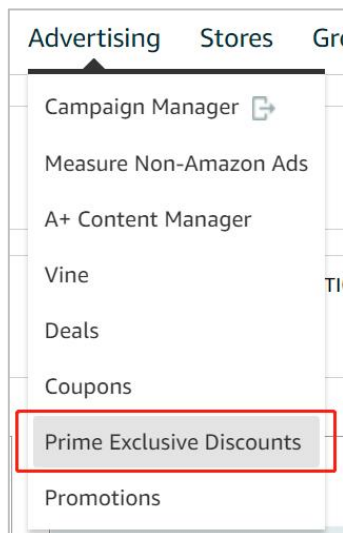 Advertising Stores
Campaign Manager
Measure Non-Amazon Ads
A+ Content Manager
Vine
Deals
Coupons
Prime Exclusive Discounts
Promotions